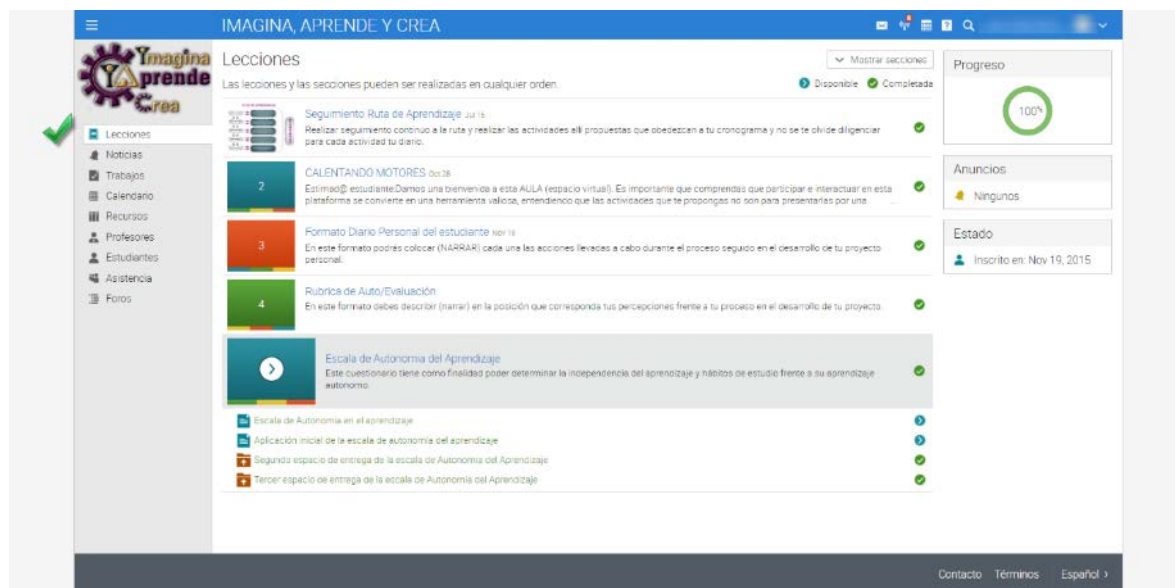 IMAGINA, APRENDE Y CREA
Ymagina
Aprende
Crea
Lecciones
Noticias
Trabajos
Calendario
Recursos
Profesores
Estudiantes
Asistencia
Foros
Lecciones
Mostrar secciones
Las lecciones y las secciones pueden ser realizadas en cualquier orden.
Disponible Completada
Seguimiento Ruta de Aprendizaje Jul 16
Realizar seguimiento continuo a la ruta y realizar las actividades allí propuestas que obedezcan a tu cronograma y no se te olvide diligenciar
para cada actividad tu diario.
2
CALENTANDO MOTORES Oct 28
Estimad@ estudiante:Damos una bienvenida a esta AULA (espacio virtual). Es importante que comprendas que participar e interactuar en esta
plataforma se convierte en una herramienta valiosa, entendiendo que las actividades que te propongas no son para presentarlas por una ...
3
Formato Diario Personal del estudiante Nov 19
En este formato podrás colocar (NARRAR) cada una las acciones llevadas a cabo durante el proceso seguido en el desarrollo de tu proyecto
personal.
4
Rubrica de Auto/Evaluación
En este formato debes describir (narrar) en la posición que corresponda tus percepciones frente a tu proceso en el desarrollo de tu proyecto.
Escala de Autonomia del Aprendizaje
Este cuestionario tiene como finalidad poder determinar la independencia del aprendizaje y hábitos de estudio frente a su aprendizaje
autonomo.
Escala de Autonomía en el aprendizaje
Aplicación inicial de la escala de autonomía del aprendizaje
Segundo espacio de entrega de la escala de Autonomia del Aprendizaje
Tercer espacio de entrega de la escala de Autonomía del Aprendizaje
Progreso
100%
Anuncios
Ningunos
Estado
Inscrito en: Nov 19, 2015
Contacto Términos Español ›